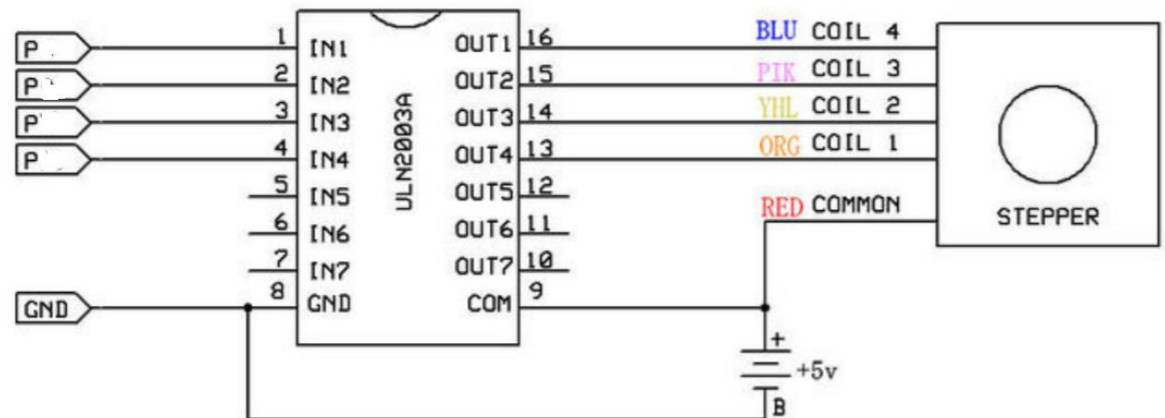 P
P
P
P
GND
1
2
3
4
5
6
7
8
IN1
IN2
IN3
IN4
IN5
IN6
IN7
GND
ULN2003A
OUT1
OUT2
OUT3
OUT4
OUT5
OUT6
OUT7
COM
16
15
14
13
12
11
10
9
BLU COIL 4
PIK COIL 3
YHL COIL 2
ORG COIL 1
RED COMMON
STEPPER
+
+5v
B